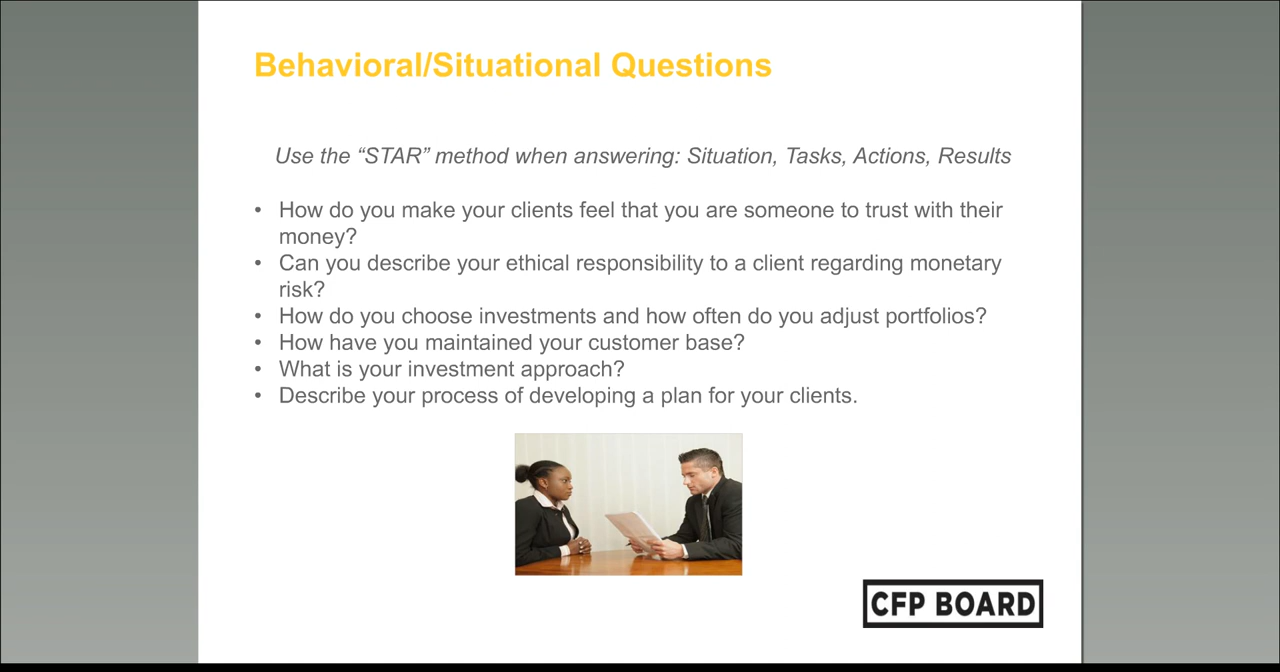 Behavioral/Situational Questions
Use the “STAR” method when answering: Situation, Tasks, Actions, Results
• How do you make your clients feel that you are someone to trust with their
money?
• Can you describe your ethical responsibility to a client regarding monetary
risk?
• How do you choose investments and how often do you adjust portfolios?
• How have you maintained your customer base?
• What is your investment approach?
• Describe your process of developing a plan for your clients.
CFP BOARD